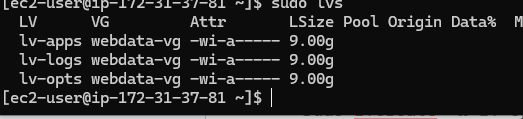 [ec2-user@ip-172-31-37-81 ~]$ sudo lvs
  LV      VG         Attr       LSize Pool Origin Data%  M
  lv-apps webdata-vg -wi-a----- 9.00g
  lv-logs webdata-vg -wi-a----- 9.00g
  lv-opts webdata-vg -wi-a----- 9.00g
[ec2-user@ip-172-31-37-81 ~]$